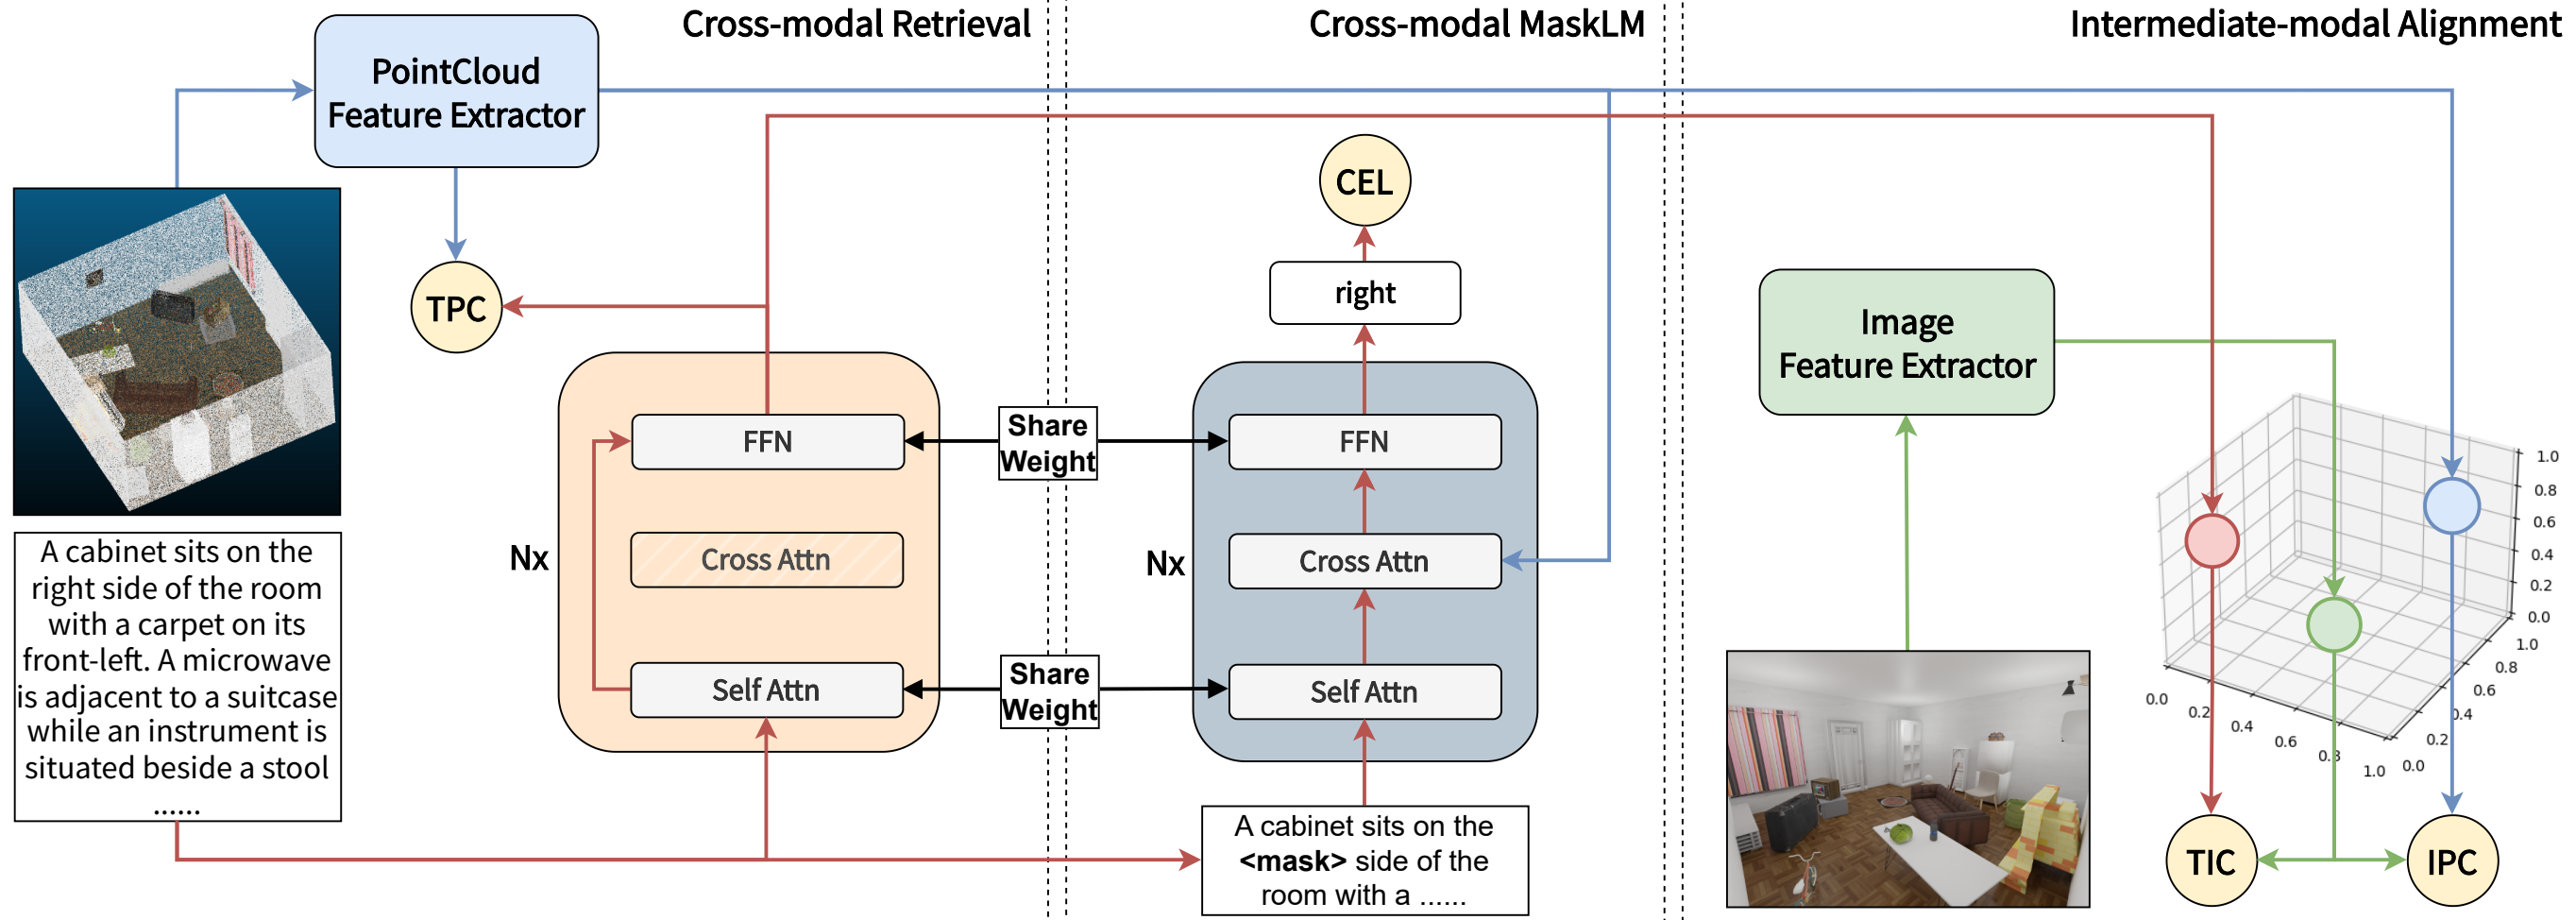 Cross-modal Retrieval
Cross-modal MaskLM
Intermediate-modal Alignment
PointCloud
Feature Extractor
TPC
A cabinet sits on the
right side of the room
with a carpet on its
front-left. A microwave
is adjacent to a suitcase
while an instrument is
situated beside a stool
......
Nx
FFN
Cross Attn
Self Attn
Share
Weight
Share
Weight
CEL
right
Nx
FFN
Cross Attn
Self Attn
A cabinet sits on the
<mask> side of the
room with a ......
Image
Feature Extractor
1.0
0.8
0.6
0.4
0.2
0.0
1.0
0.8
0.6
0.4
0.2
0.0
0.0
0.2
0.4
0.6
0.8
1.0
TIC
IPC